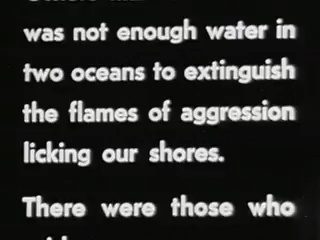 was not enough water in
two oceans to extinguish
the flames of aggression
licking our shores.
There were those who